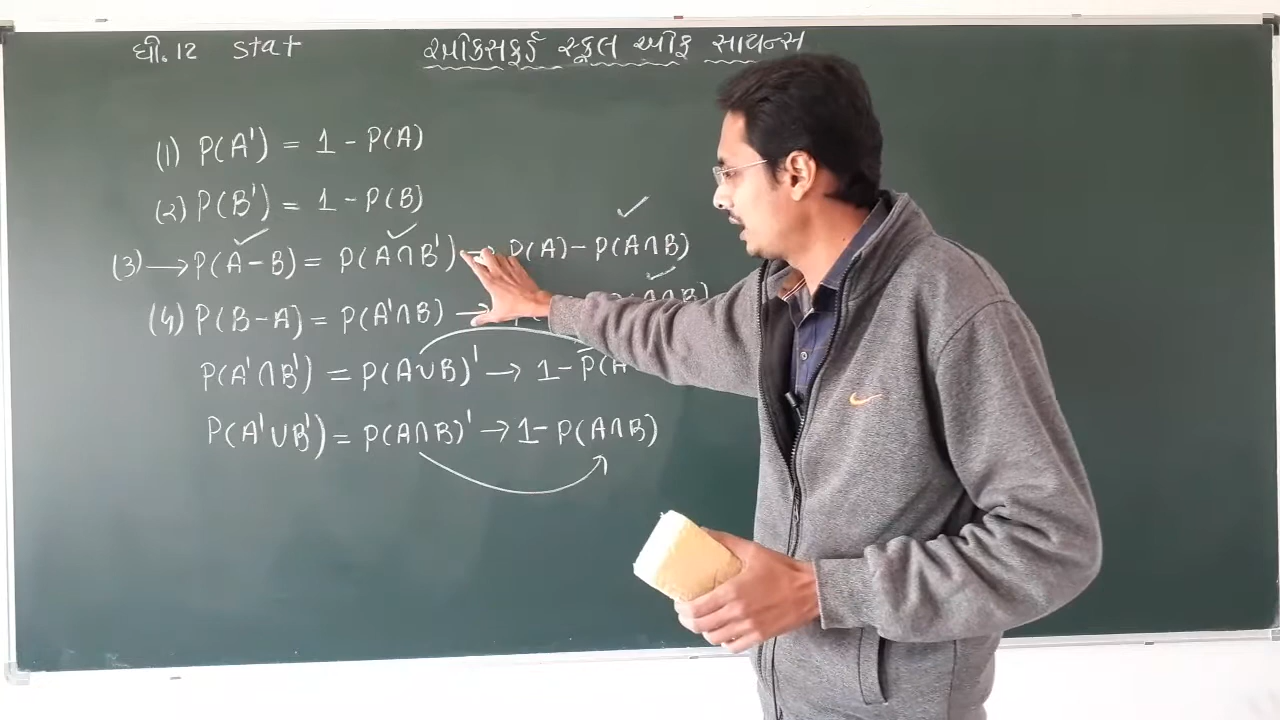 ધો.12 stat ઓક્સફર્ડ સ્કૂલ ઓફ સાયન્સ
(1) P(A') = 1 - P(A)
(2) P(B') = 1 - P(B)
(3) → P(A - B) = P(A∩B') → P(A) - P(A∩B)
(4) P(B-A) = P(A'∩B) →
P(A'∩B') = P(A∪B)' → 1 - P(A
P(A'∪B') = P(A∩B)' → 1 - P(A∩B)